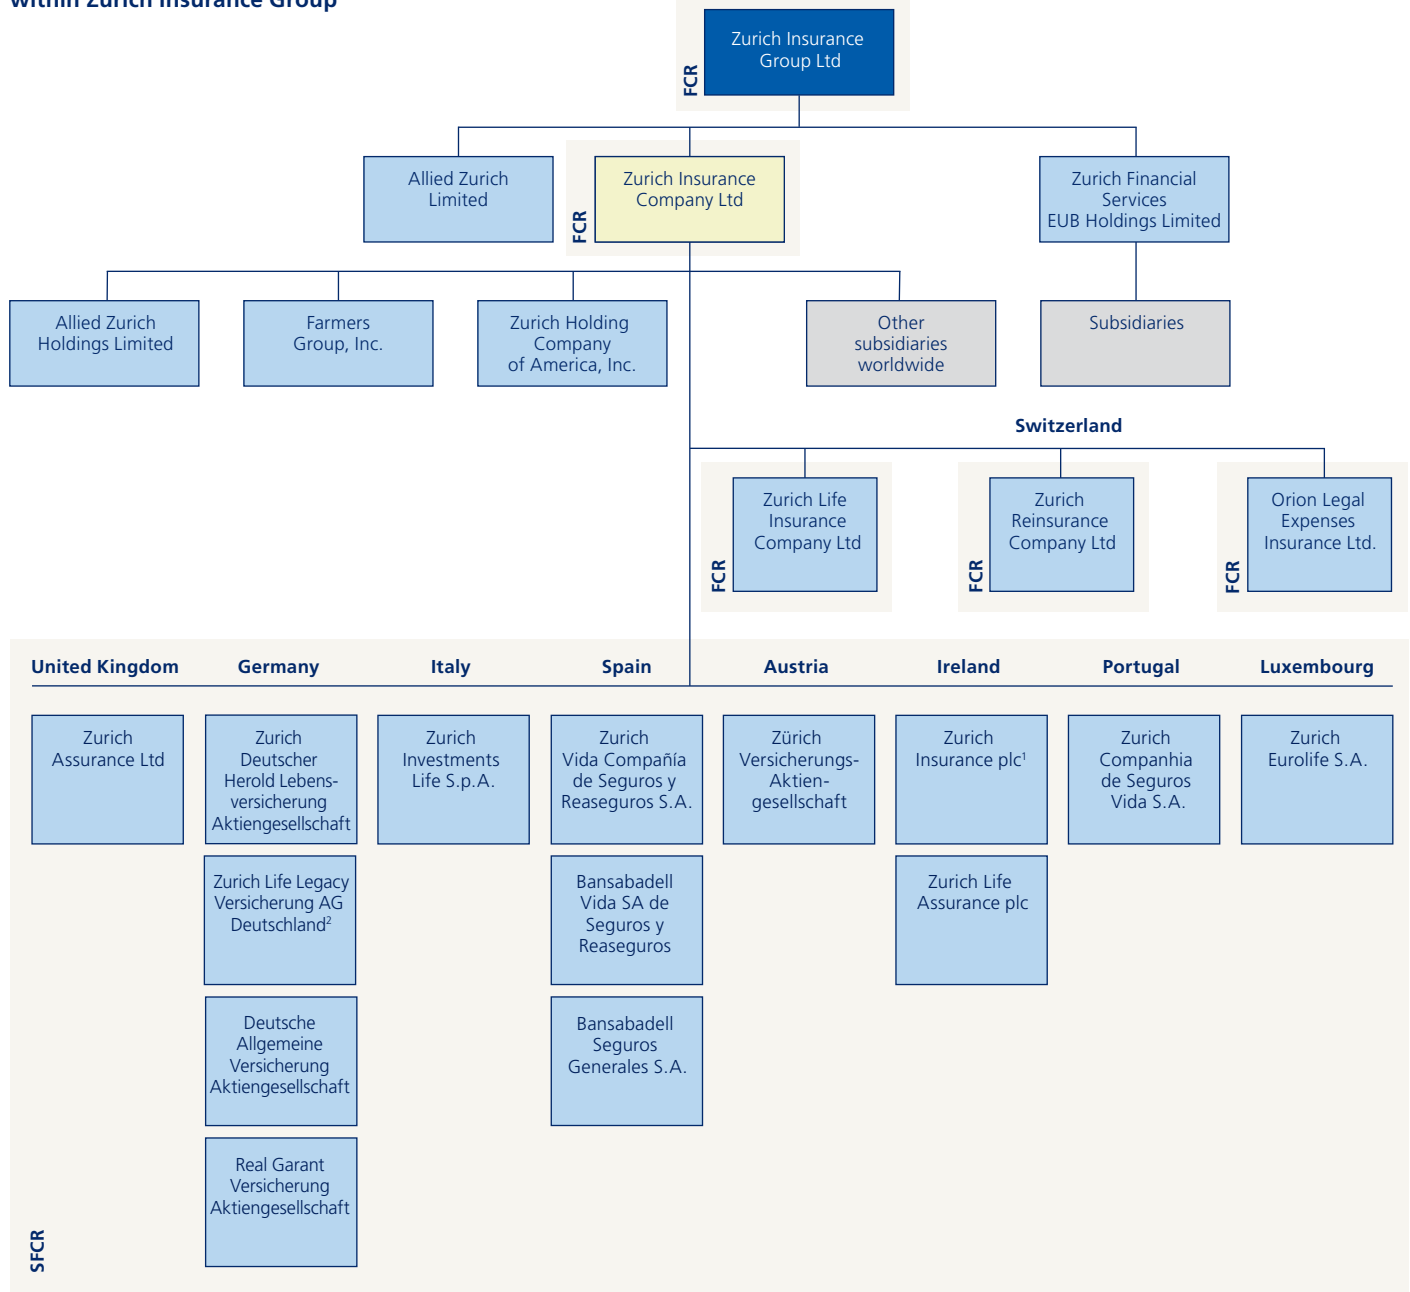 within Zurich Insurance Group
Zurich Insurance
Group Ltd
FCR
Allied Zurich
Limited
Zurich Insurance
Company Ltd
FCR
Zurich Financial
Services
EUB Holdings Limited
Allied Zurich
Holdings Limited
Farmers
Group, Inc.
Zurich Holding
Company
of America, Inc.
Other
subsidiaries
worldwide
Subsidiaries
Switzerland
Zurich Life
Insurance
Company Ltd
FCR
Zurich
Reinsurance
Company Ltd
FCR
Orion Legal
Expenses
Insurance Ltd.
FCR
United Kingdom
Germany
Italy
Spain
Austria
Ireland
Portugal
Luxembourg
Zurich
Assurance Ltd
Zurich
Deutscher
Herold Lebens-
versicherung
Aktiengesellschaft
Zurich
Investments
Life S.p.A.
Zurich
Vida Compañía
de Seguros y
Reaseguros S.A.
Zürich
Versicherungs-
Aktien-
gesellschaft
Zurich
Insurance plc¹
Zurich
Companhia
de Seguros
Vida S.A.
Zurich
Eurolife S.A.
Zurich Life Legacy
Versicherung AG
Deutschland²
Bansabadell
Vida SA de
Seguros y
Reaseguros
Zurich Life
Assurance plc
Deutsche
Allgemeine
Versicherung
Aktiengesellschaft
Bansabadell
Seguros
Generales S.A.
Real Garant
Versicherung
Aktiengesellschaft
SFCR